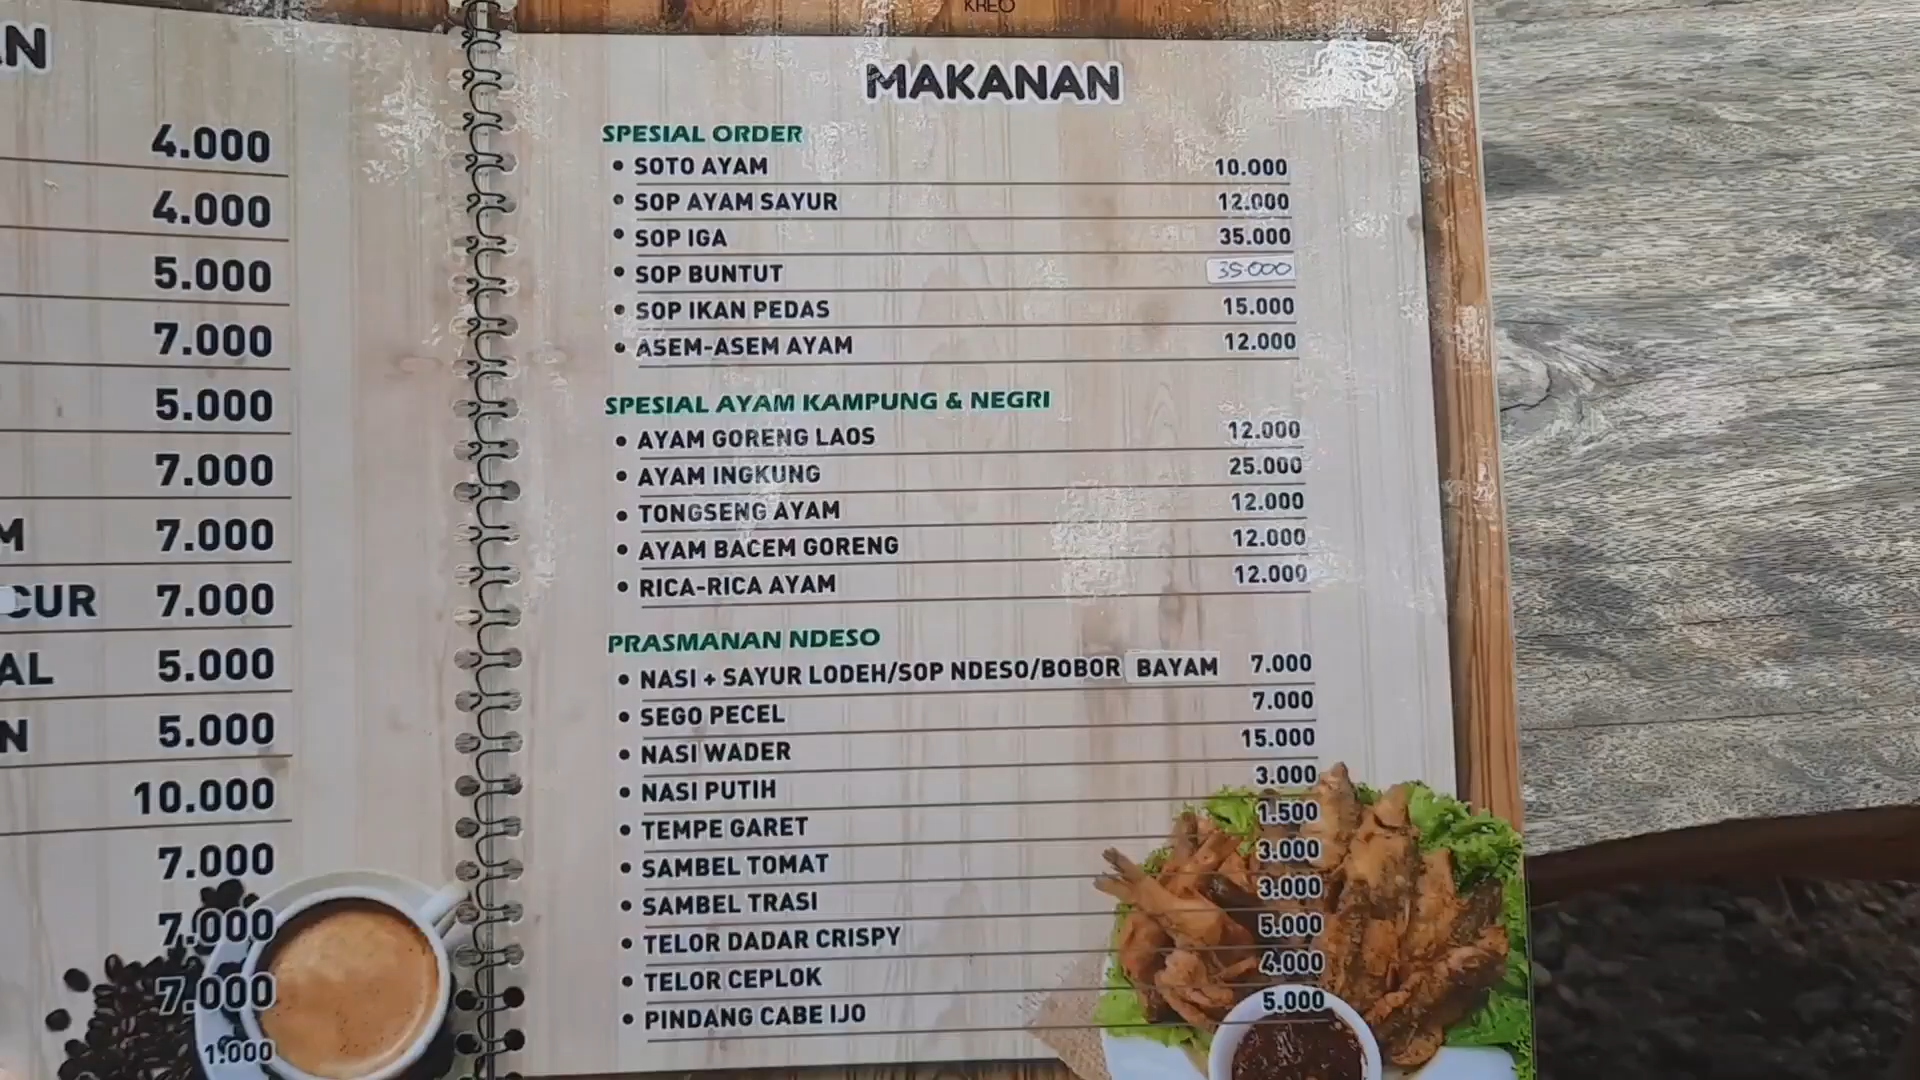 KREO
N
4.000
4.000
5.000
7.000
5.000
7.000
M 7.000
CUR 7.000
AL 5.000
N 5.000
10.000
7.000
7.000
7.000
1.000
MAKANAN
SPESIAL ORDER
• SOTO AYAM 10.000
• SOP AYAM SAYUR 12.000
• SOP IGA 35.000
• SOP BUNTUT 35.000
• SOP IKAN PEDAS 15.000
• ASEM-ASEM AYAM 12.000
SPESIAL AYAM KAMPUNG & NEGRI
• AYAM GORENG LAOS 12.000
• AYAM INGKUNG 25.000
• TONGSENG AYAM 12.000
• AYAM BACEM GORENG 12.000
• RICA-RICA AYAM 12.000
PRASMANAN NDESO
• NASI + SAYUR LODEH/SOP NDESO/BOBOR BAYAM 7.000
• SEGO PECEL 7.000
• NASI WADER 15.000
• NASI PUTIH 3.000
• TEMPE GARET 1.500
• SAMBEL TOMAT 3.000
• SAMBEL TRASI 3.000
• TELOR DADAR CRISPY 5.000
• TELOR CEPLOK 4.000
• PINDANG CABE IJO 5.000